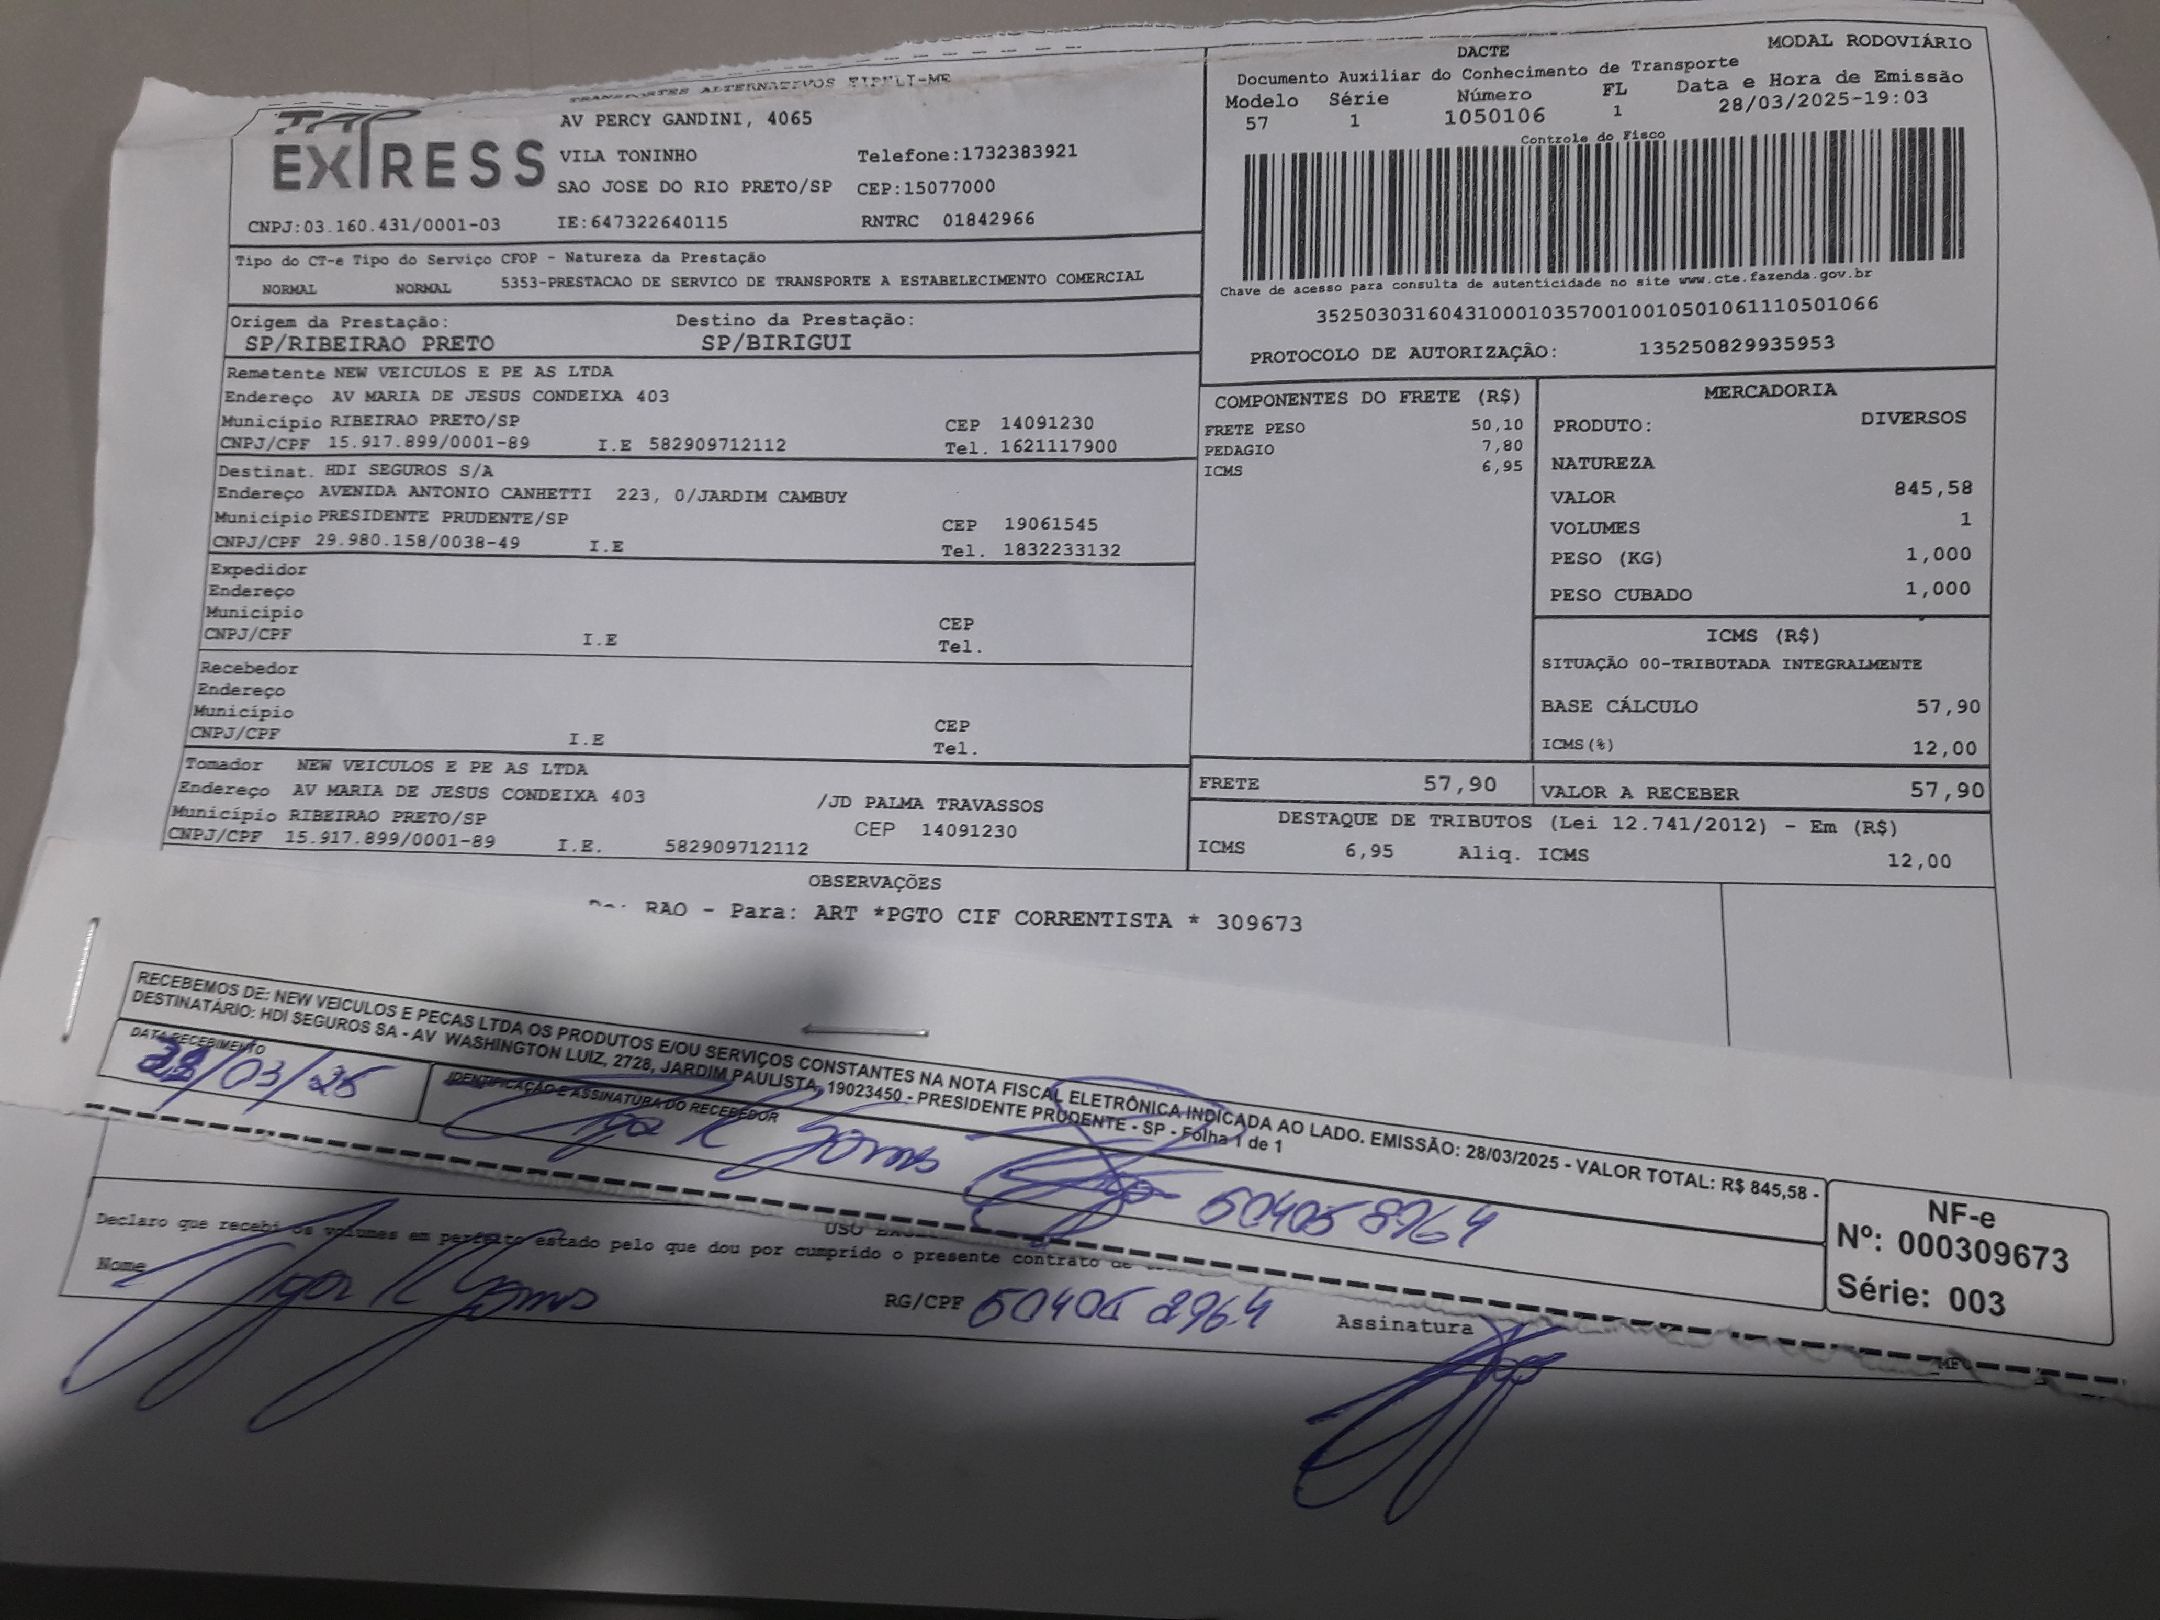 TRANSPORTES ALTERNATIVOS EIRELI-ME
TAP
EXPRESS
AV PERCY GANDINI, 4065
VILA TONINHO Telefone:1732383921
SAO JOSE DO RIO PRETO/SP CEP:15077000
CNPJ:03.160.431/0001-03 IE:647322640115 RNTRC 01842966
DACTE MODAL RODOVIÁRIO
Documento Auxiliar do Conhecimento de Transporte
Modelo Série Número FL Data e Hora de Emissão
57 1 1050106 1 28/03/2025-19:03
Controle do Fisco
Chave de acesso para consulta de autenticidade no site www.cte.fazenda.gov.br
35250303160431000103570010010501061110501066
PROTOCOLO DE AUTORIZAÇÃO: 135250829935953
Tipo do CT-e Tipo do Serviço CFOP - Natureza da Prestação
NORMAL NORMAL 5353-PRESTACAO DE SERVICO DE TRANSPORTE A ESTABELECIMENTO COMERCIAL
Origem da Prestação: Destino da Prestação:
SP/RIBEIRAO PRETO SP/BIRIGUI
Remetente NEW VEICULOS E PE AS LTDA
Endereço AV MARIA DE JESUS CONDEIXA 403
Município RIBEIRAO PRETO/SP CEP 14091230
CNPJ/CPF 15.917.899/0001-89 I.E 582909712112 Tel. 1621117900
Destinat. HDI SEGUROS S/A
Endereço AVENIDA ANTONIO CANHETTI 223, 0/JARDIM CAMBUY
Município PRESIDENTE PRUDENTE/SP CEP 19061545
CNPJ/CPF 29.980.158/0038-49 I.E Tel. 1832233132
Expedidor
Endereço
Município CEP
CNPJ/CPF I.E Tel.
Recebedor
Endereço
Município CEP
CNPJ/CPF I.E Tel.
Tomador NEW VEICULOS E PE AS LTDA
Endereço AV MARIA DE JESUS CONDEIXA 403 /JD PALMA TRAVASSOS
Município RIBEIRAO PRETO/SP CEP 14091230
CNPJ/CPF 15.917.899/0001-89 I.E. 582909712112
COMPONENTES DO FRETE (R$)
FRETE PESO 50,10
PEDAGIO 7,80
ICMS 6,95
MERCADORIA
PRODUTO: DIVERSOS
NATUREZA
VALOR 845,58
VOLUMES 1
PESO (KG) 1,000
PESO CUBADO 1,000
ICMS (R$)
SITUAÇÃO 00-TRIBUTADA INTEGRALMENTE
BASE CÁLCULO 57,90
ICMS(%) 12,00
FRETE 57,90 VALOR A RECEBER 57,90
DESTAQUE DE TRIBUTOS (Lei 12.741/2012) - Em (R$)
ICMS 6,95 Aliq. ICMS 12,00
OBSERVAÇÕES
De: RAO - Para: ART *PGTO CIF CORRENTISTA * 309673
RECEBEMOS DE: NEW VEICULOS E PECAS LTDA OS PRODUTOS E/OU SERVIÇOS CONSTANTES NA NOTA FISCAL ELETRÔNICA INDICADA AO LADO. EMISSÃO: 28/03/2025 - VALOR TOTAL: R$ 845,58 -
DESTINATÁRIO: HDI SEGUROS SA - AV WASHINGTON LUIZ, 2728, JARDIM PAULISTA, 19023450 - PRESIDENTE PRUDENTE - SP - Folha 1 de 1
DATA RECEBIMENTO IDENTIFICAÇÃO E ASSINATURA DO RECEBEDOR
/03/25 Igor K Gomes 504058964
NF-e
Nº: 000309673
Série: 003
USO
Declaro que recebi os volumes em perfeito estado pelo que dou por cumprido o presente contrato de
Nome Igor K Gomes RG/CPF 504058964 Assinatura